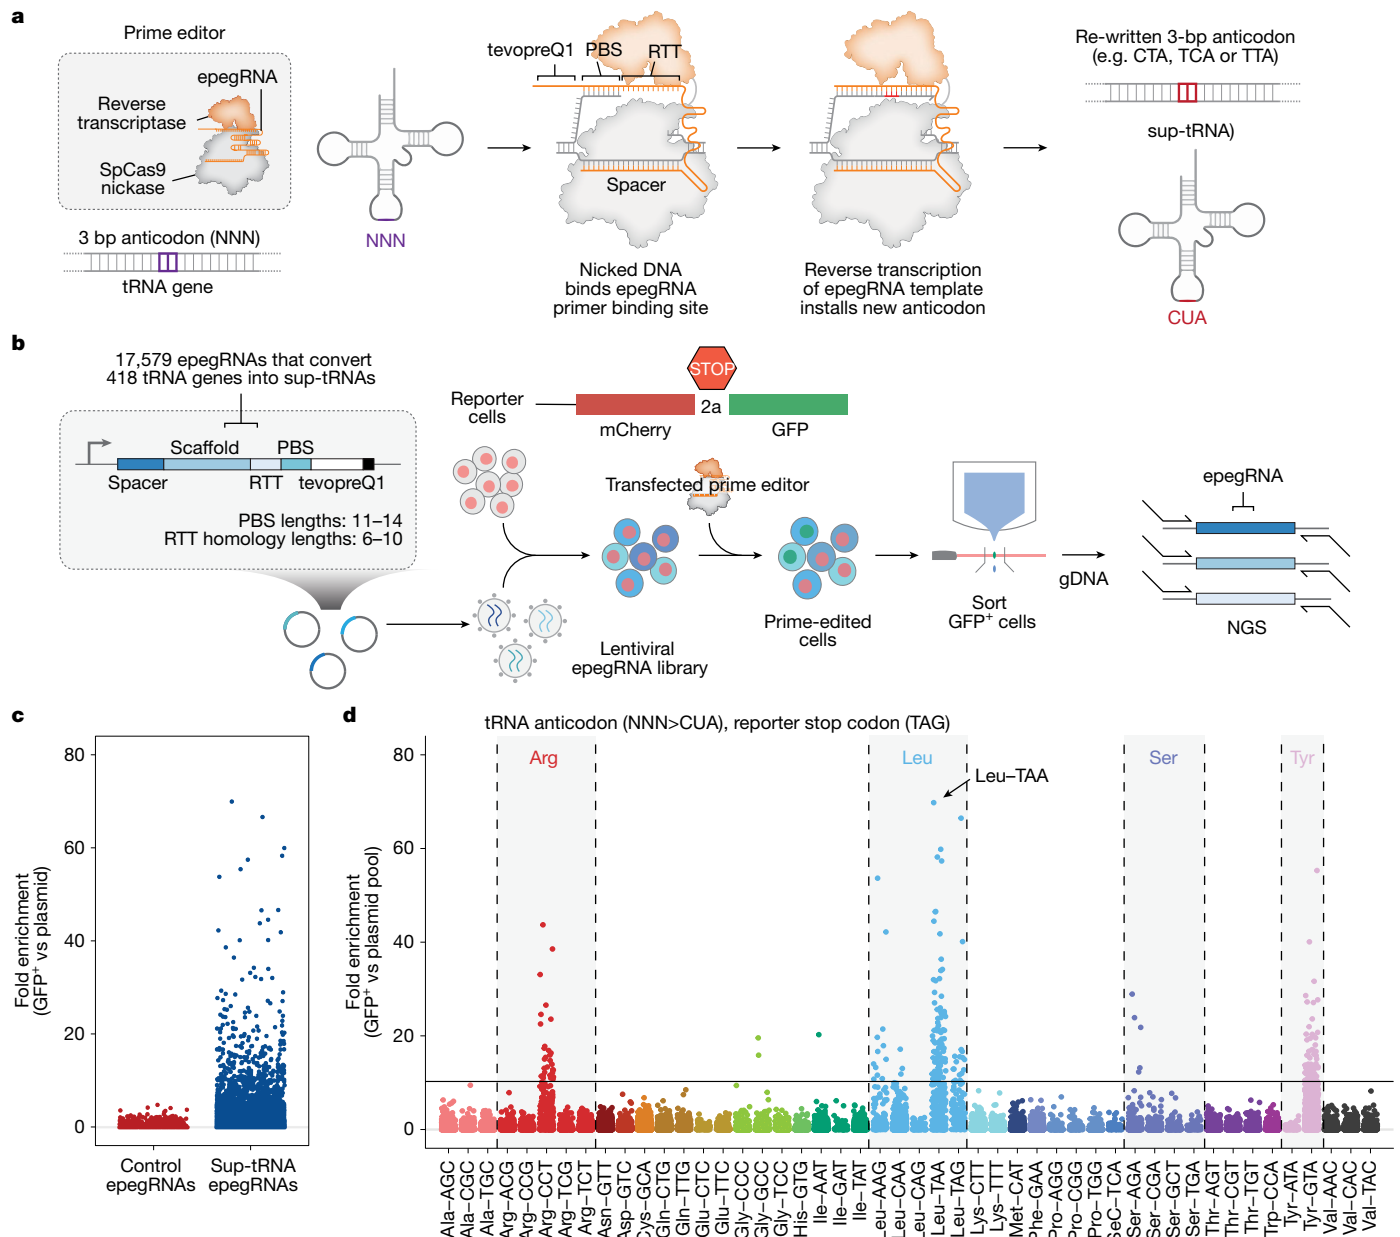 a
Prime editor
epegRNA
Reverse
transcriptase
SpCas9
nickase
3 bp anticodon (NNN)
tRNA gene
NNN
tevopreQ1
PBS
RTT
Spacer
Nicked DNA
binds epegRNA
primer binding site
Reverse transcription
of epegRNA template
installs new anticodon
Re-written 3-bp anticodon
(e.g. CTA, TCA or TTA)
sup-tRNA)
CUA
b
17,579 epegRNAs that convert
418 tRNA genes into sup-tRNAs
Scaffold
PBS
Spacer
RTT
tevopreQ1
PBS lengths: 11–14
RTT homology lengths: 6–10
Reporter
cells
STOP
2a
mCherry
GFP
Transfected prime editor
Lentiviral
epegRNA library
Prime-edited
cells
Sort
GFP+ cells
gDNA
epegRNA
NGS
c
Fold enrichment
(GFP+ vs plasmid)
80
60
40
20
0
Control
epegRNAs
Sup-tRNA
epegRNAs
d
tRNA anticodon (NNN>CUA), reporter stop codon (TAG)
Fold enrichment
(GFP+ vs plasmid pool)
80
60
40
20
0
Arg
Leu
Leu–TAA
Ser
Tyr
Ala–AGC
Ala–CGC
Ala–TGC
Arg–ACG
Arg–CCG
Arg–CCT
Arg–TCG
Arg–TCT
Asn–GTT
Asp–GTC
Cys–GCA
Gln–CTG
Gln–TTG
Glu–CTC
Glu–TTC
Gly–CCC
Gly–GCC
Gly–TCC
His–GTG
Ile–AAT
Ile–GAT
Ile–TAT
Leu–AAG
Leu–CAA
Leu–CAG
Leu–TAA
Leu–TAG
Lys–CTT
Lys–TTT
Met–CAT
Phe–GAA
Pro–AGG
Pro–CGG
Pro–TGG
SeC–TCA
Ser–AGA
Ser–CGA
Ser–GCT
Ser–TGA
Thr–AGT
Thr–CGT
Thr–TGT
Trp–CCA
Tyr–ATA
Tyr–GTA
Val–AAC
Val–CAC
Val–TAC